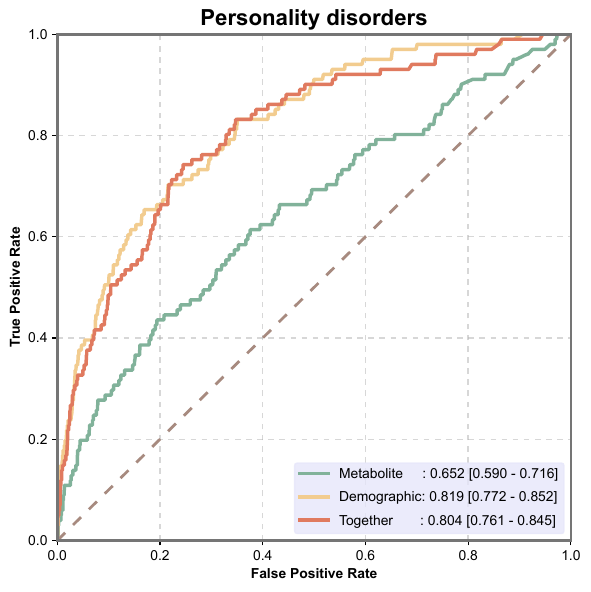 Personality disorders
True Positive Rate
1.0
0.8
0.6
0.4
0.2
0.0
Metabolite : 0.652 [0.590 - 0.716]
Demographic: 0.819 [0.772 - 0.852]
Together : 0.804 [0.761 - 0.845]
0.0 0.2 0.4 0.6 0.8 1.0
False Positive Rate